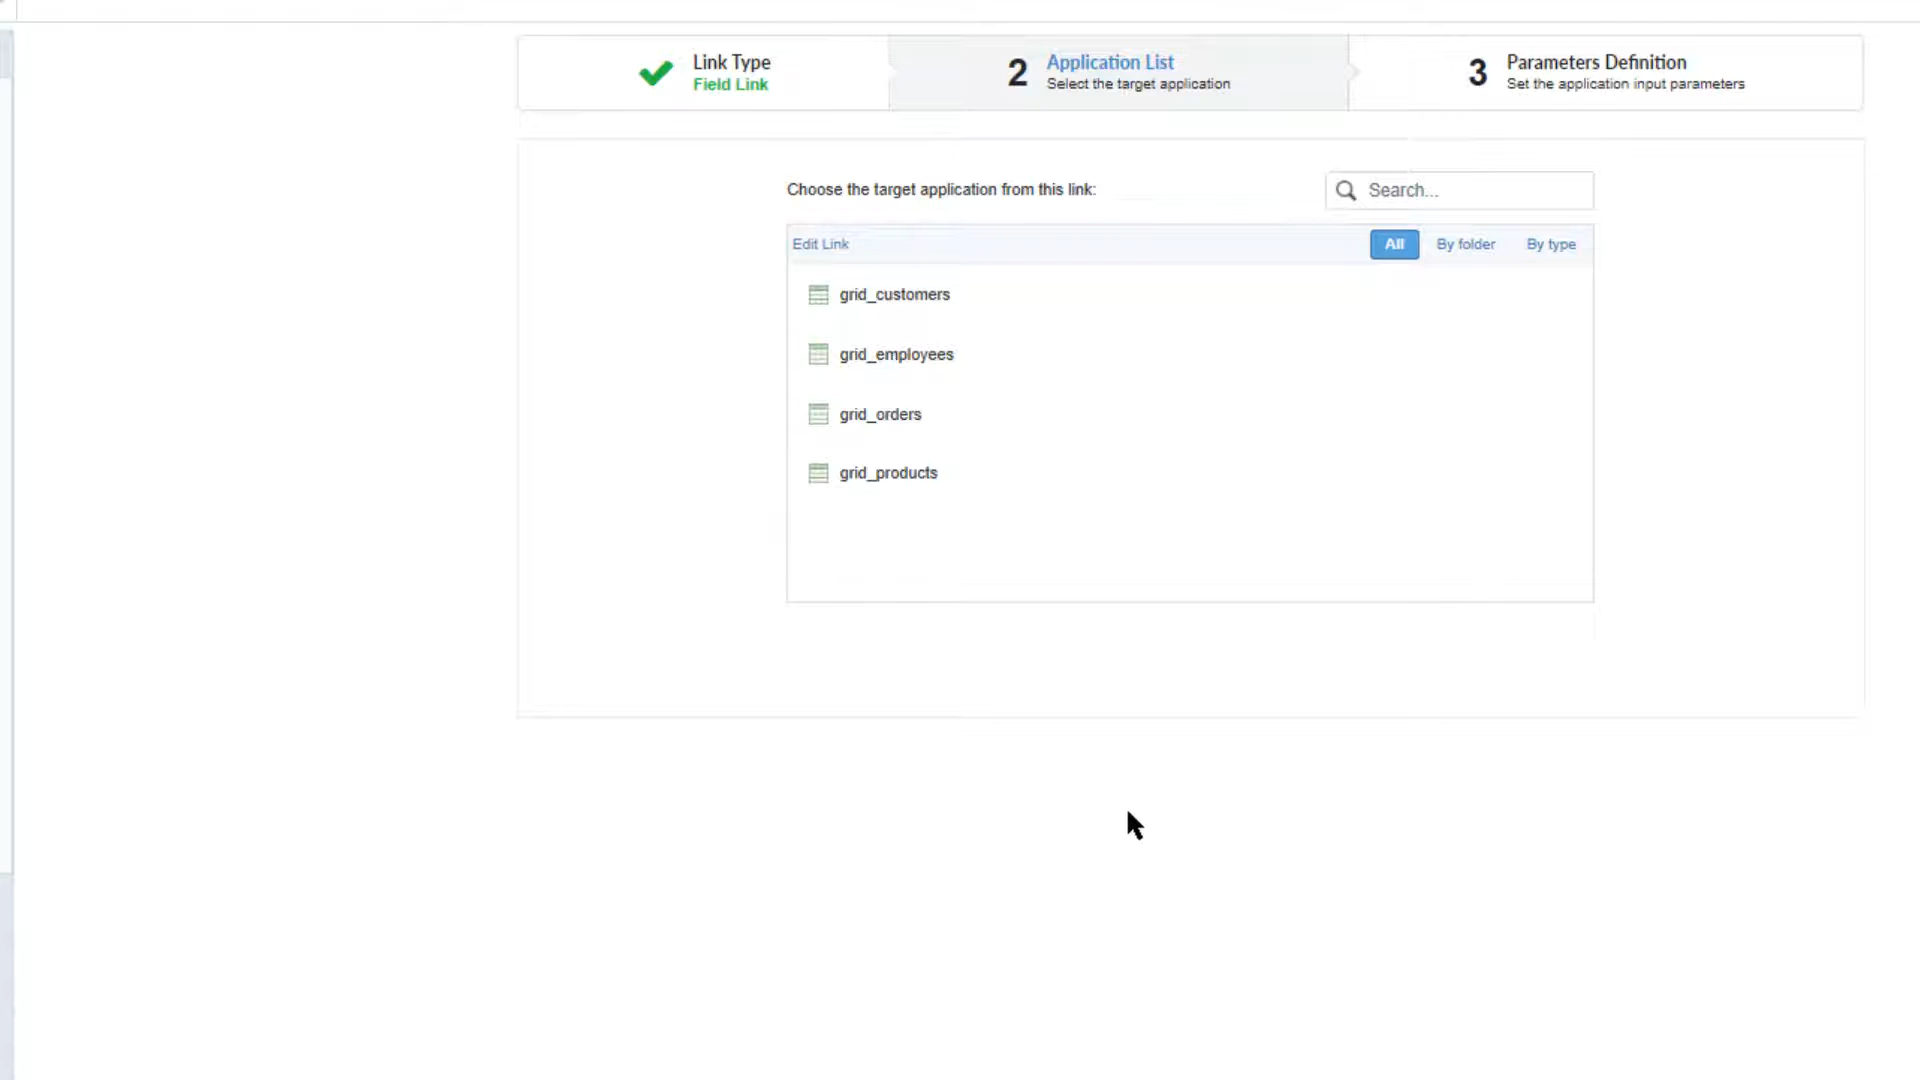 Link Type
Field Link
2
Application List
Select the target application
3
Parameters Definition
Set the application input parameters
Choose the target application from this link:
Search...
Edit Link
All
By folder
By type
grid_customers
grid_employees
grid_orders
grid_products